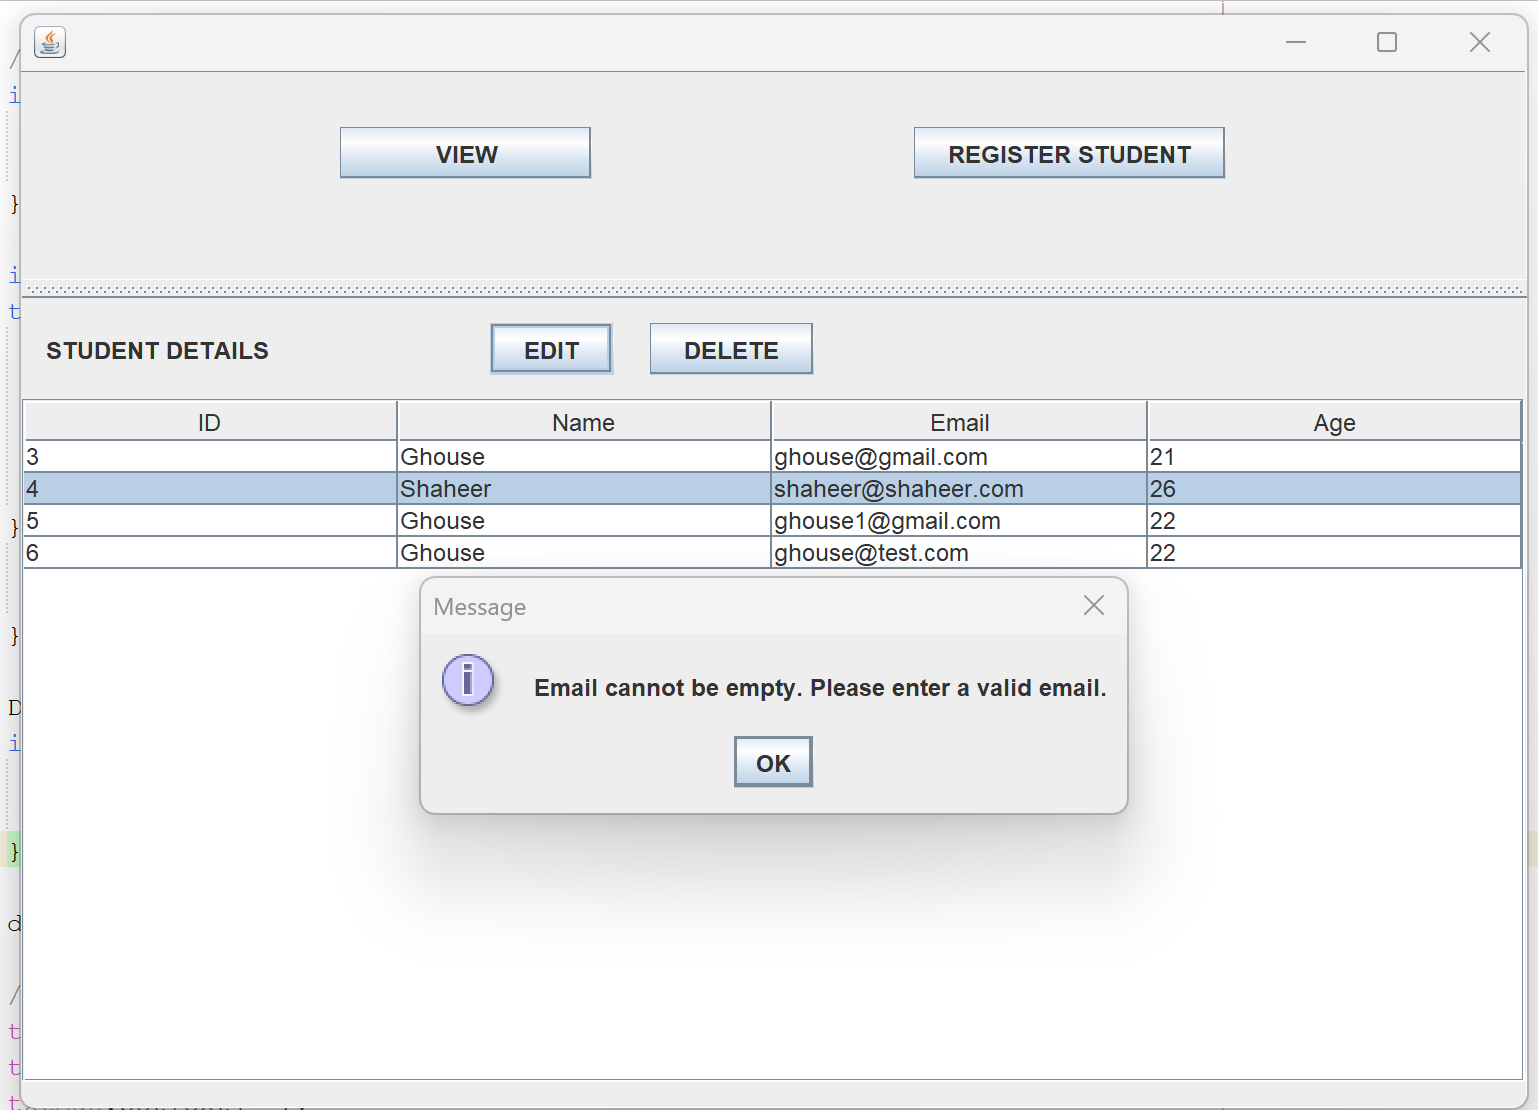 VIEW REGISTER STUDENT
STUDENT DETAILS EDIT DELETE
ID Name Email Age
3 Ghouse ghouse@gmail.com 21
4 Shaheer shaheer@shaheer.com 26
5 Ghouse ghouse1@gmail.com 22
6 Ghouse ghouse@test.com 22
Message
Email cannot be empty. Please enter a valid email.
OK